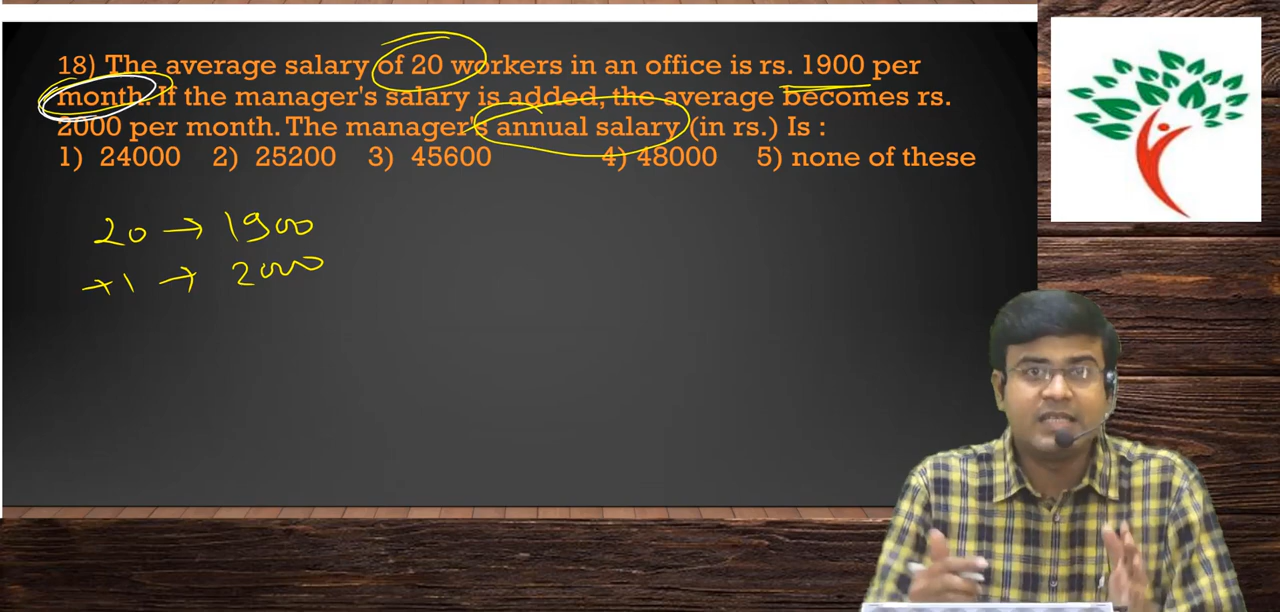 18) The average salary of 20 workers in an office is rs. 1900 per
month. If the manager's salary is added, the average becomes rs.
2000 per month. The manager's annual salary (in rs.) Is :
1) 24000 2) 25200 3) 45600 4) 48000 5) none of these
20 → 1900
+1 → 2000